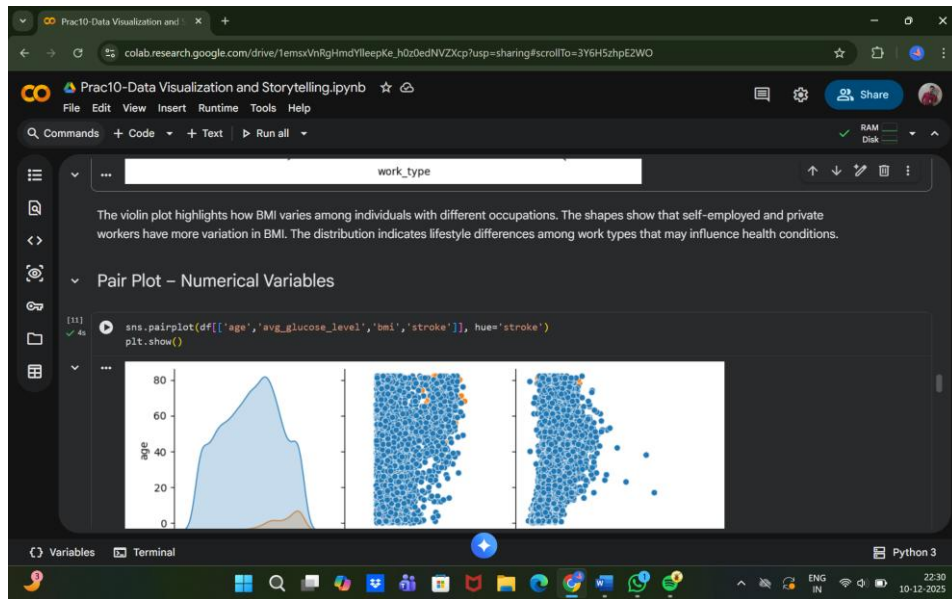 Prac10-Data Visualization and S
colab.research.google.com/drive/1emsxVnRgHmdYlleepKe_h0z0edNVZXcp?usp=sharing#scrollTo=3Y6H5zhpE2WO
Prac10-Data Visualization and Storytelling.ipynb
File Edit View Insert Runtime Tools Help
Share
Commands + Code + Text Run all
RAM
Disk
work_type
The violin plot highlights how BMI varies among individuals with different occupations. The shapes show that self-employed and private
workers have more variation in BMI. The distribution indicates lifestyle differences among work types that may influence health conditions.
Pair Plot – Numerical Variables
[11]
4s
sns.pairplot(df[['age','avg_glucose_level','bmi','stroke']], hue='stroke')
plt.show()
80
60
age
40
20
0
{} Variables Terminal
Python 3
3
ENG
IN
22:30
10-12-2025